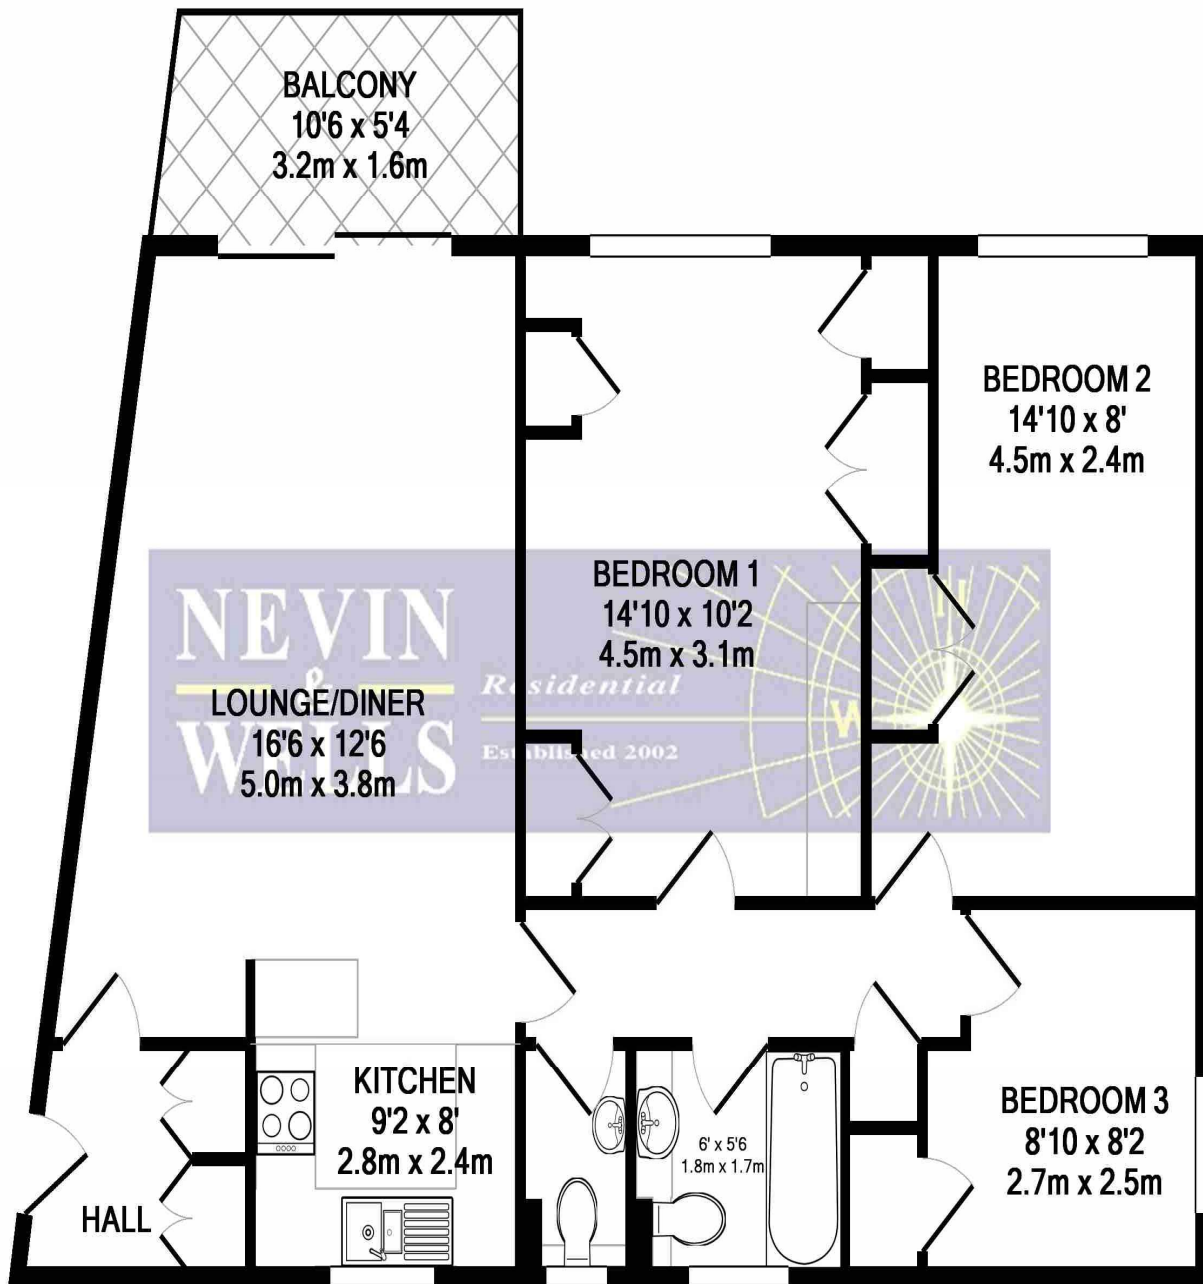 BALCONY
10'6 x 5'4
3.2m x 1.6m
BEDROOM 2
14'10 x 8'
4.5m x 2.4m
BEDROOM 1
14'10 x 10'2
4.5m x 3.1m
NEVIN
&
WELLS
Residential
Established 2002
W
N
LOUNGE/DINER
16'6 x 12'6
5.0m x 3.8m
KITCHEN
9'2 x 8'
2.8m x 2.4m
6' x 5'6
1.8m x 1.7m
BEDROOM 3
8'10 x 8'2
2.7m x 2.5m
HALL